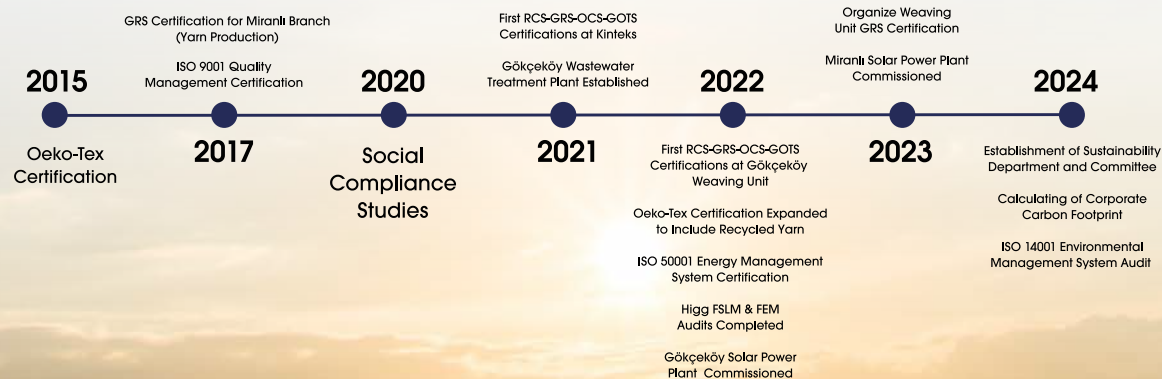 2015
Oeko-Tex
Certification
GRS Certification for Miranlı Branch
(Yarn Production)
ISO 9001 Quality
Management Certification
2017
2020
Social
Compliance
Studies
First RCS-GRS-OCS-GOTS
Certifications at Kinteks
Gökçeköy Wastewater
Treatment Plant Established
2021
2022
First RCS-GRS-OCS-GOTS
Certifications at Gökçeköy
Weaving Unit
Oeko-Tex Certification Expanded
to Include Recycled Yarn
ISO 50001 Energy Management
System Certification
Higg FSLM & FEM
Audits Completed
Gökçeköy Solar Power
Plant Commissioned
Organize Weaving
Unit GRS Certification
Miranlı Solar Power Plant
Commissioned
2023
2024
Establishment of Sustainability
Department and Committee
Calculating of Corporate
Carbon Footprint
ISO 14001 Environmental
Management System Audit